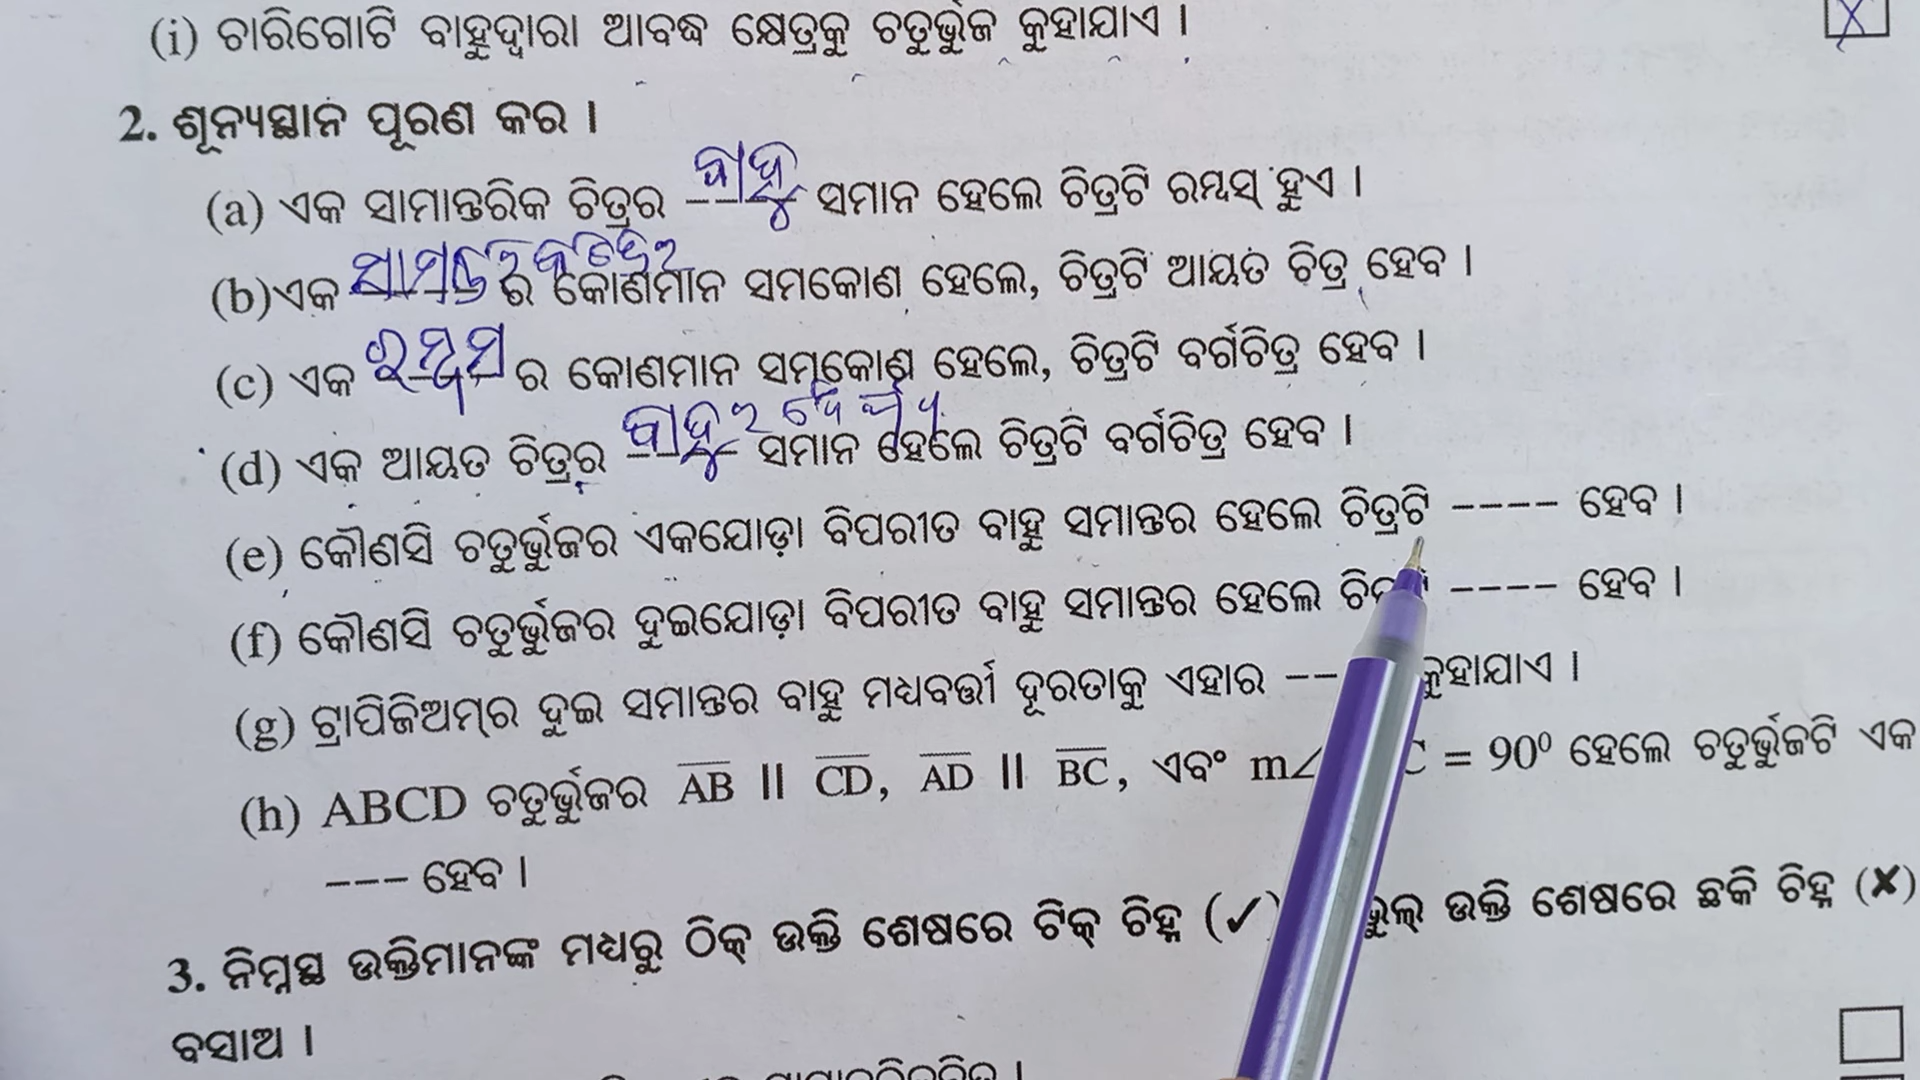 (i) ଚାରିଗୋଟି ବାହୁଦ୍ୱାରା ଆବଦ୍ଧ କ୍ଷେତ୍ରକୁ ଚତୁର୍ଭୁଜ କୁହାଯାଏ ।
2. ଶୂନ୍ୟସ୍ଥାନ ପୂରଣ କର ।
(a) ଏକ ସାମାନ୍ତରିକ ଚିତ୍ରର ବାହୁ ସମାନ ହେଲେ ଚିତ୍ରଟି ରମ୍ବସ୍ ହୁଏ ।
(b) ଏକ ର କୋଣମାନ ସମକୋଣ ହେଲେ, ଚିତ୍ରଟି ଆୟତ ଚିତ୍ର ହେବ ।
(c) ଏକ ରମ୍ବସ ର କୋଣମାନ ସମକୋଣ ହେଲେ, ଚିତ୍ରଟି ବର୍ଗଚିତ୍ର ହେବ ।
(d) ଏକ ଆୟତ ଚିତ୍ରର ବାହୁର ଦୈର୍ଘ୍ୟ ସମାନ ହେଲେ ଚିତ୍ରଟି ବର୍ଗଚିତ୍ର ହେବ ।
(e) କୌଣସି ଚତୁର୍ଭୁଜର ଏକଯୋଡ଼ା ବିପରୀତ ବାହୁ ସମାନ୍ତର ହେଲେ ଚିତ୍ରଟି ---- ହେବ ।
(f) କୌଣସି ଚତୁର୍ଭୁଜର ଦୁଇଯୋଡ଼ା ବିପରୀତ ବାହୁ ସମାନ୍ତର ହେଲେ ---- ହେବ ।
(g) ଟ୍ରାପିଜିଅମ୍‌ର ଦୁଇ ସମାନ୍ତର ବାହୁ ମଧ୍ୟବର୍ତ୍ତୀ ଦୂରତାକୁ ଏହାର -- କୁହାଯାଏ ।
(h) ABCD ଚତୁର୍ଭୁଜର AB || CD, AD || BC, ଏବଂ m∠ C = 90⁰ ହେଲେ ଚତୁର୍ଭୁଜଟି ଏକ
--- ହେବ ।
3. ନିମ୍ନସ୍ଥ ଉକ୍ତିମାନଙ୍କ ମଧ୍ୟରୁ ଠିକ୍ ଉକ୍ତି ଶେଷରେ ଟିକ୍ ଚିହ୍ନ (✓) ଭୁଲ୍ ଉକ୍ତି ଶେଷରେ ଛକି ଚିହ୍ନ (✘)
ବସାଅ ।